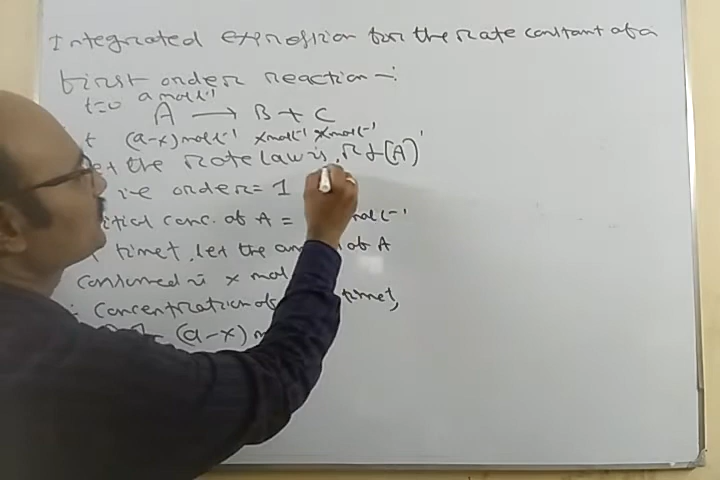 Integrated expression for the rate constant of a
first order reaction -:
t=0 a mol L⁻¹
A → B + C
t (a-x) mol L⁻¹ x mol L⁻¹ x mol L⁻¹
the rate law is, R α [A]¹
i.e order = 1
conc. of A = mol L⁻¹
time t, let the of A
consumed is x mol
∴ Concentration of time t,
(a-x)